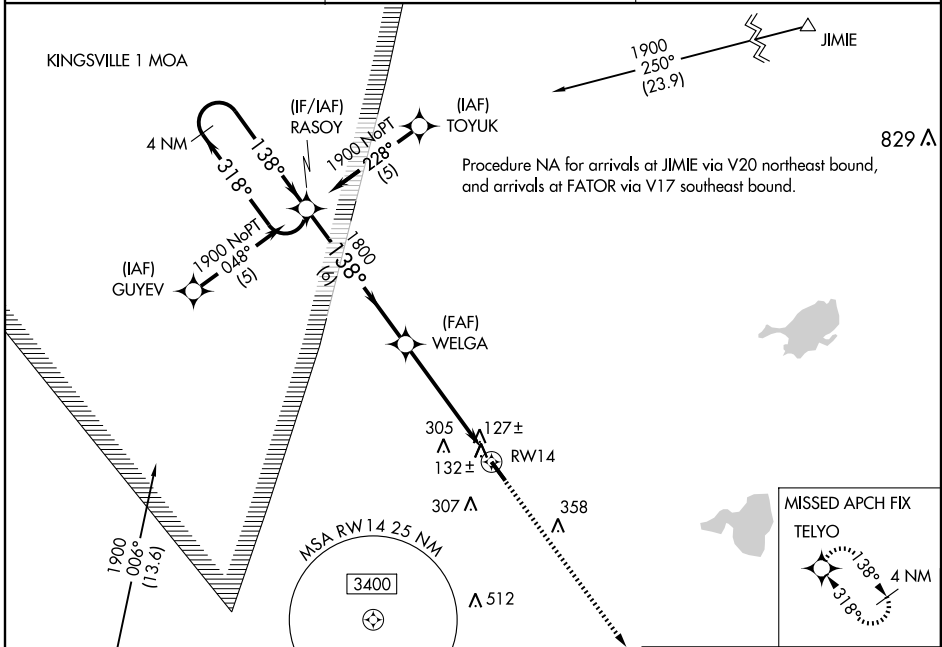 KINGSVILLE 1 MOA
1900
250°
(23.9)
JIMIE
(IF/IAF)
RASOY
(IAF)
TOYUK
4 NM
138°
318°
1900 NoPT
228°
(5)
829
Procedure NA for arrivals at JIMIE via V20 northeast bound,
and arrivals at FATOR via V17 southeast bound.
1900 NoPT
048°
(5)
(IAF)
GUYEV
1800
138°
(6)
(FAF)
WELGA
305
127±
132±
RW14
307
358
1900
006°
(13.6)
MSA RW14 25 NM
3400
512
MISSED APCH FIX
TELYO
138°
318°
4 NM